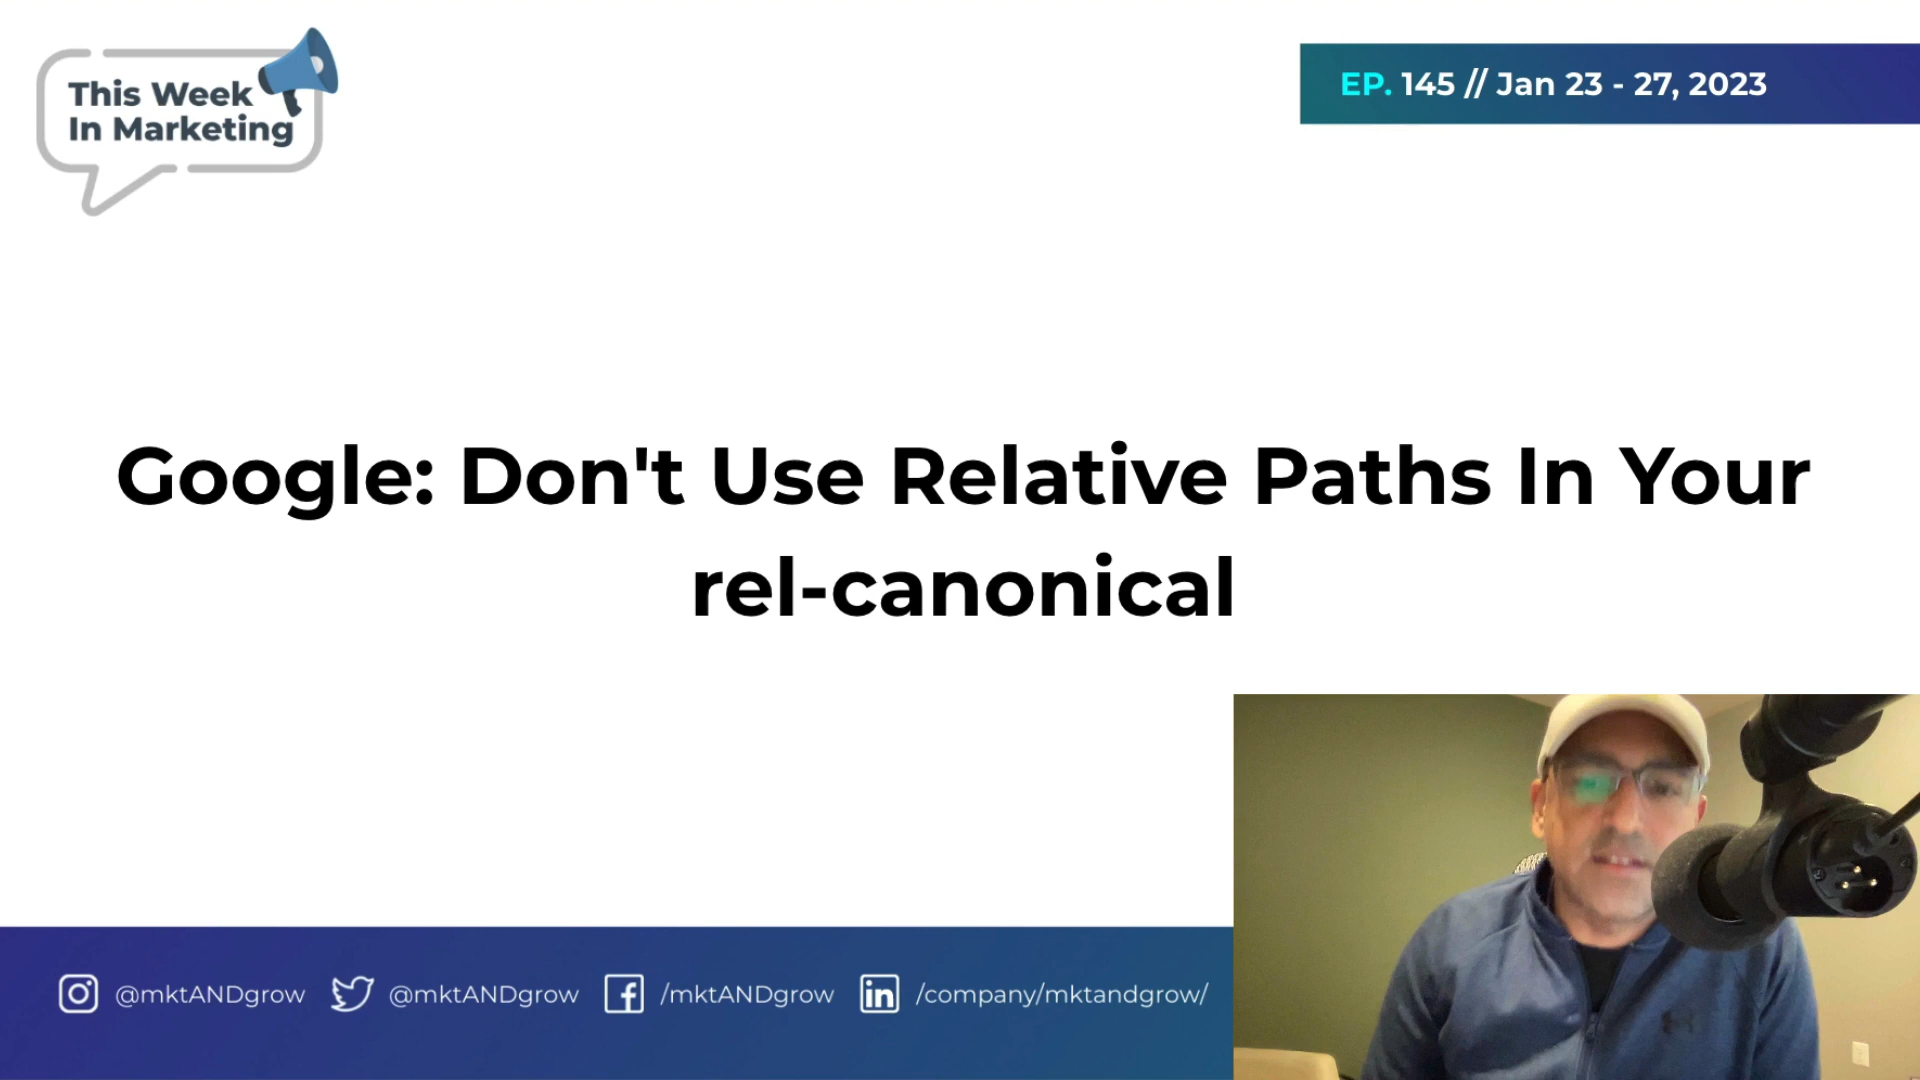 This Week
In Marketing
EP. 145 // Jan 23 - 27, 2023
Google: Don't Use Relative Paths In Your
rel-canonical
@mktANDgrow @mktANDgrow /mktANDgrow /company/mktandgrow/